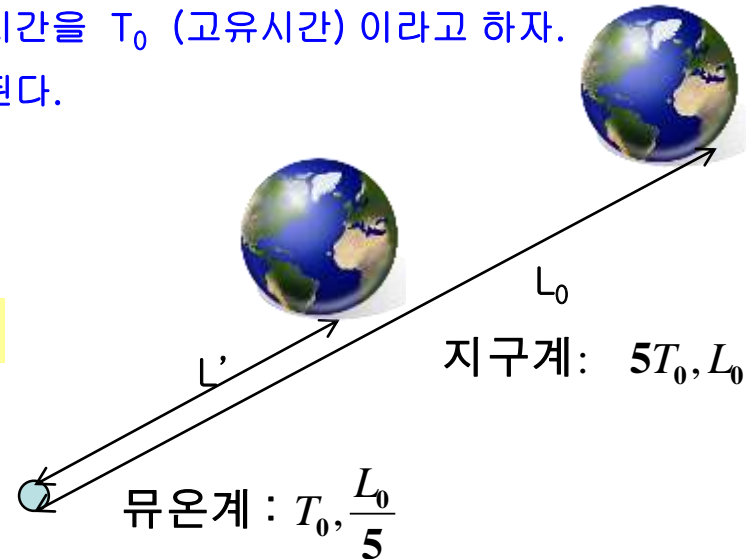 시간을 T₀ (고유시간) 이라고 하자.
된다.
L₀
L’
지구계: 5T₀, L₀
뮤온계 : T₀, L₀/5